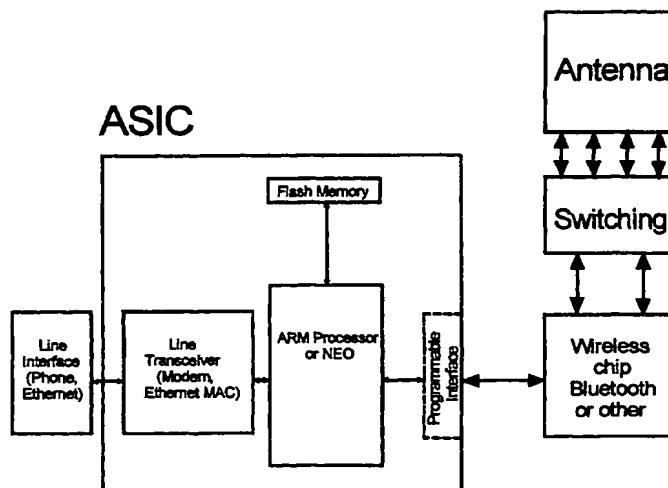 Antenna
ASIC
Flash Memory
Switching
Line
Interface
(Phone,
Ethernet)
Line
Transceiver
(Modem,
Ethernet MAC)
ARM Processor
or NEO
Programmable
Interface
Wireless
chip
Bluetooth
or other